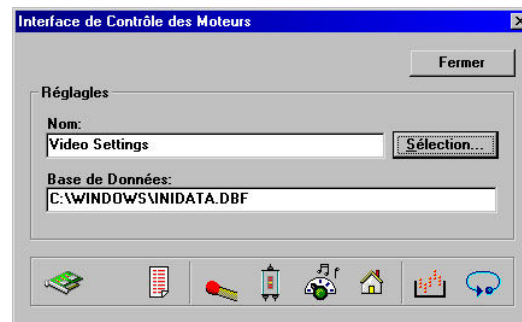 Interface de Contrôle des Moteurs
Fermer
Réglagles
Nom:
Video Settings
Sélection...
Base de Données:
C:\WINDOWS\INIDATA.DBF